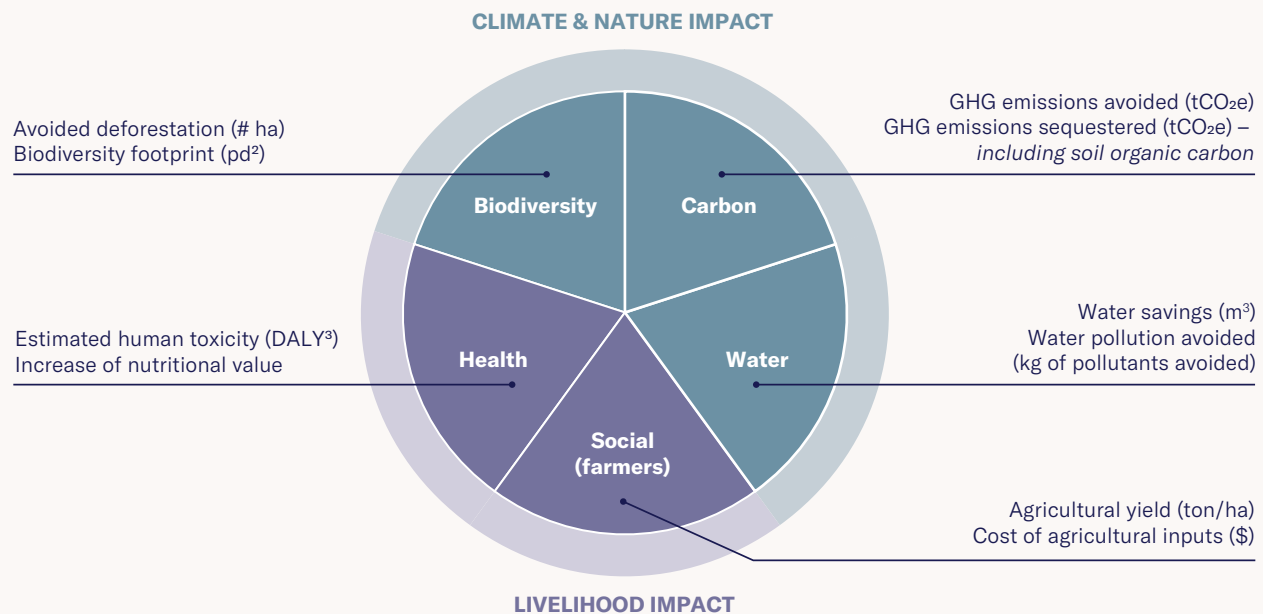 CLIMATE & NATURE IMPACT
Avoided deforestation (# ha)
Biodiversity footprint (pd²)
GHG emissions avoided (tCO₂e)
GHG emissions sequestered (tCO₂e) –
including soil organic carbon
Biodiversity
Carbon
Estimated human toxicity (DALY³)
Increase of nutritional value
Health
Water
Water savings (m³)
Water pollution avoided
(kg of pollutants avoided)
Social
(farmers)
Agricultural yield (ton/ha)
Cost of agricultural inputs ($)
LIVELIHOOD IMPACT